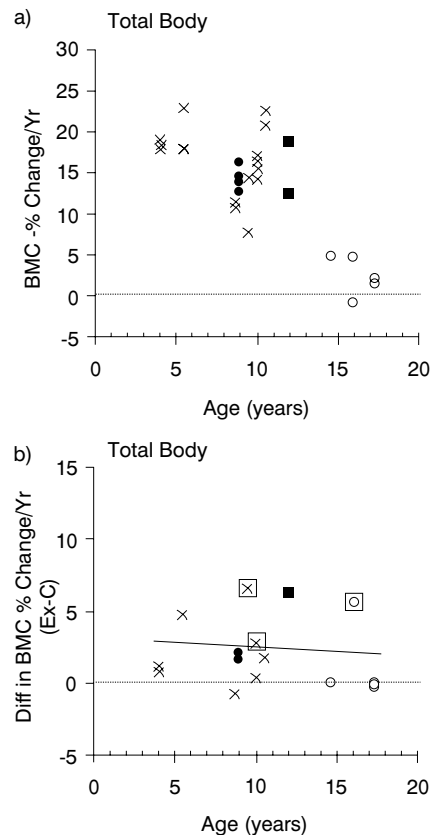 a)
Total Body
BMC -% Change/Yr
30
25
20
15
10
5
0
-5
0 5 10 15 20
Age (years)
b)
Total Body
Diff in BMC % Change/Yr
(Ex-C)
15
10
5
0
-5
0 5 10 15 20
Age (years)